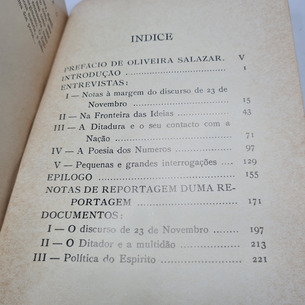 INDICE
PREFACIO DE OLIVEIRA SALAZAR. V
INTRODUÇÃO ........ 1
ENTREVISTAS:
I — Notas à margem do discurso de 23 de
Novembro ........ 15
II — Na Fronteira das Ideias ........ 43
III — A Ditadura e o seu contacto com a
Nação ........ 71
IV — A Poesia dos Numeros ........ 97
V — Pequenas e grandes interrogações ... 129
EPILOGO ........ 155
NOTAS DE REPORTAGEM DUMA RE-
PORTAGEM ........ 171
DOCUMENTOS:
I — O discurso de 23 de Novembro ...... 197
II — O Ditador e a multidão ........ 213
III — Política do Espirito ........ 221